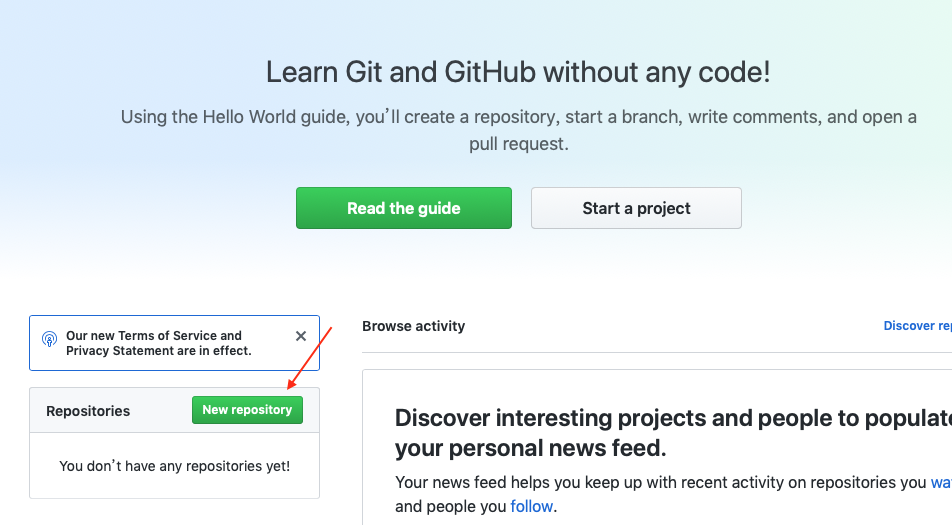 Learn Git and GitHub without any code!
Using the Hello World guide, you’ll create a repository, start a branch, write comments, and open a
pull request.
Read the guide
Start a project
Our new Terms of Service and
Privacy Statement are in effect.
Repositories
New repository
You don’t have any repositories yet!
Browse activity
Discover rep
Discover interesting projects and people to populate
your personal news feed.
Your news feed helps you keep up with recent activity on repositories you wa
and people you follow.